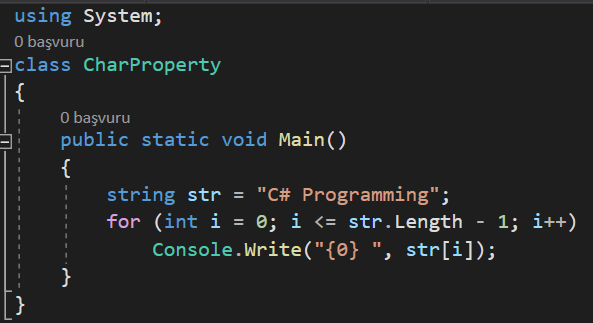 using System;
0 başvuru
class CharProperty
{
0 başvuru
public static void Main()
{
string str = "C# Programming";
for (int i = 0; i <= str.Length - 1; i++)
Console.Write("{0} ", str[i]);
}
}